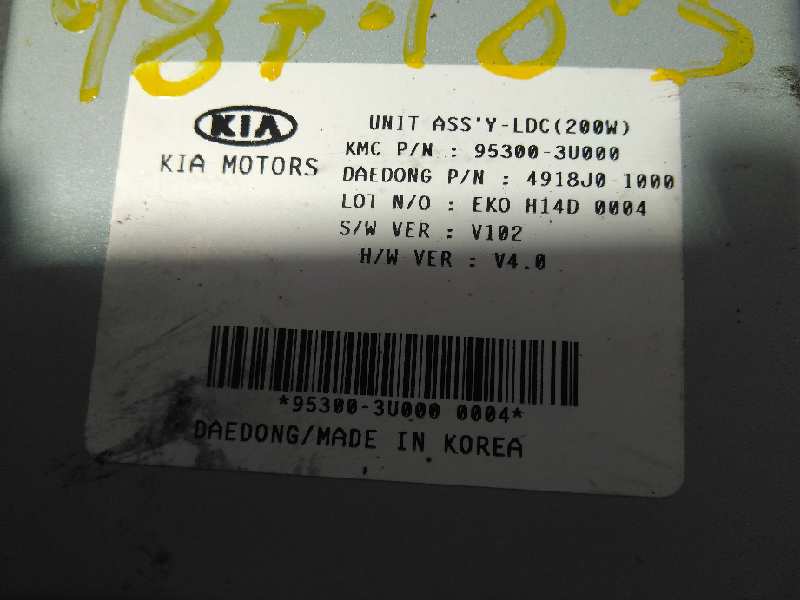 KIA
KIA MOTORS
UNIT ASS'Y-LDC(200W)
KMC P/N : 95300-3U000
DAEDONG P/N : 4918J0 1000
LOT N/O : EKO H14D 0004
S/W VER : V102
H/W VER : V4.0
*95300-3U000 0004*
DAEDONG/MADE IN KOREA